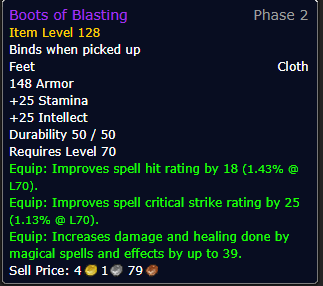 Boots of Blasting Phase 2
Item Level 128
Binds when picked up
Feet Cloth
148 Armor
+25 Stamina
+25 Intellect
Durability 50 / 50
Requires Level 70
Equip: Improves spell hit rating by 18 (1.43% @
L70).
Equip: Improves spell critical strike rating by 25
(1.13% @ L70).
Equip: Increases damage and healing done by
magical spells and effects by up to 39.
Sell Price: 4 1 79